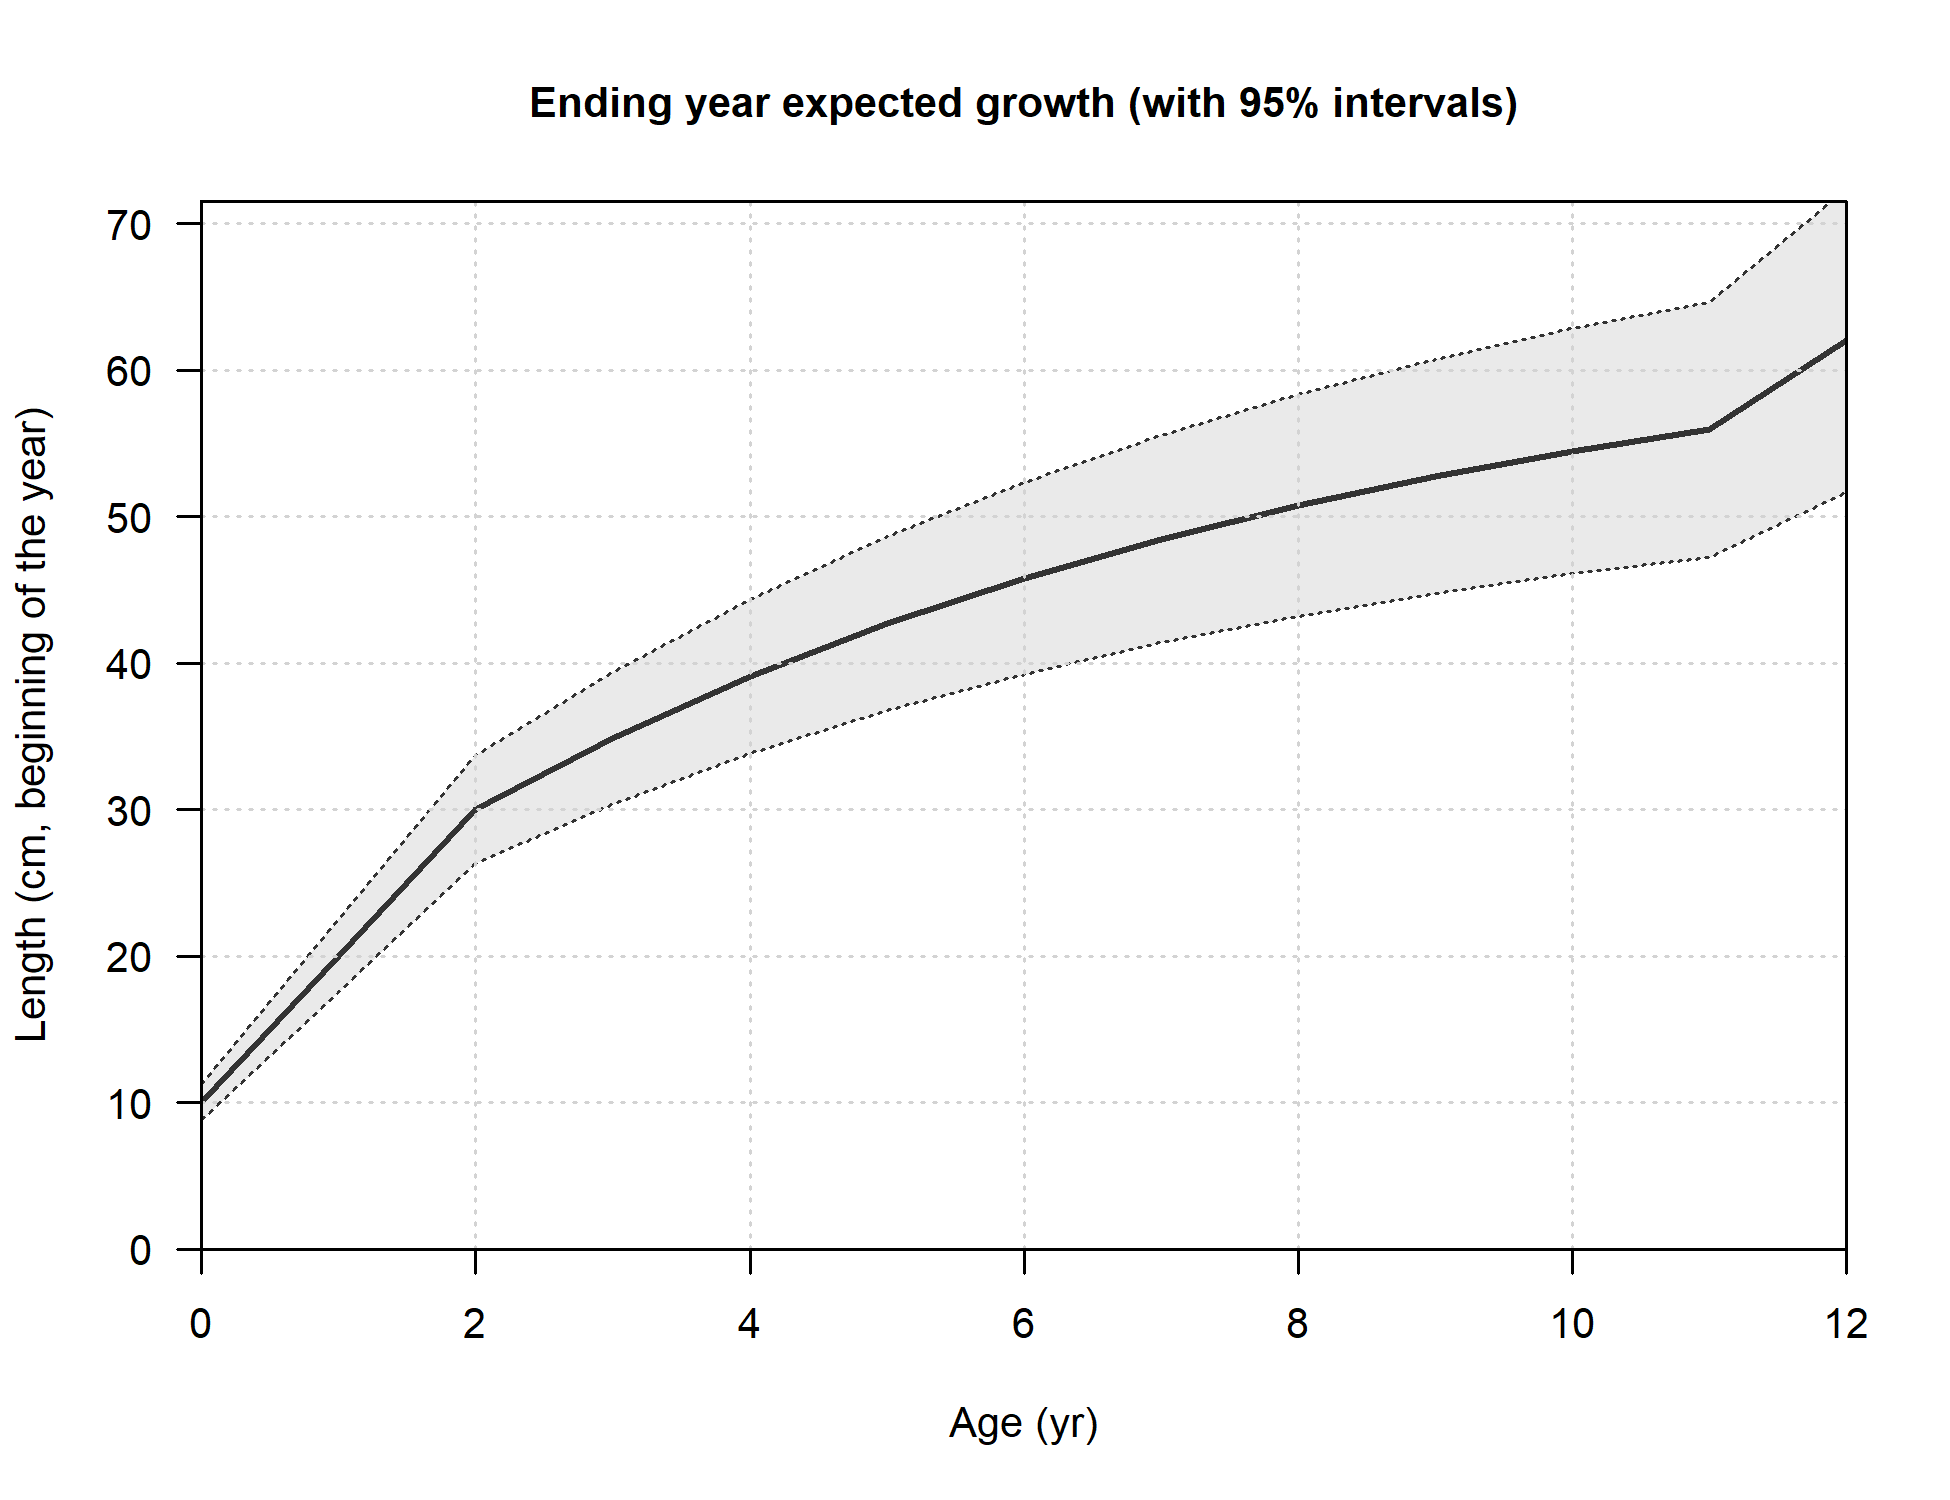 Ending year expected growth (with 95% intervals)
Length (cm, beginning of the year)
70
60
50
40
30
20
10
0
0 2 4 6 8 10 12
Age (yr)